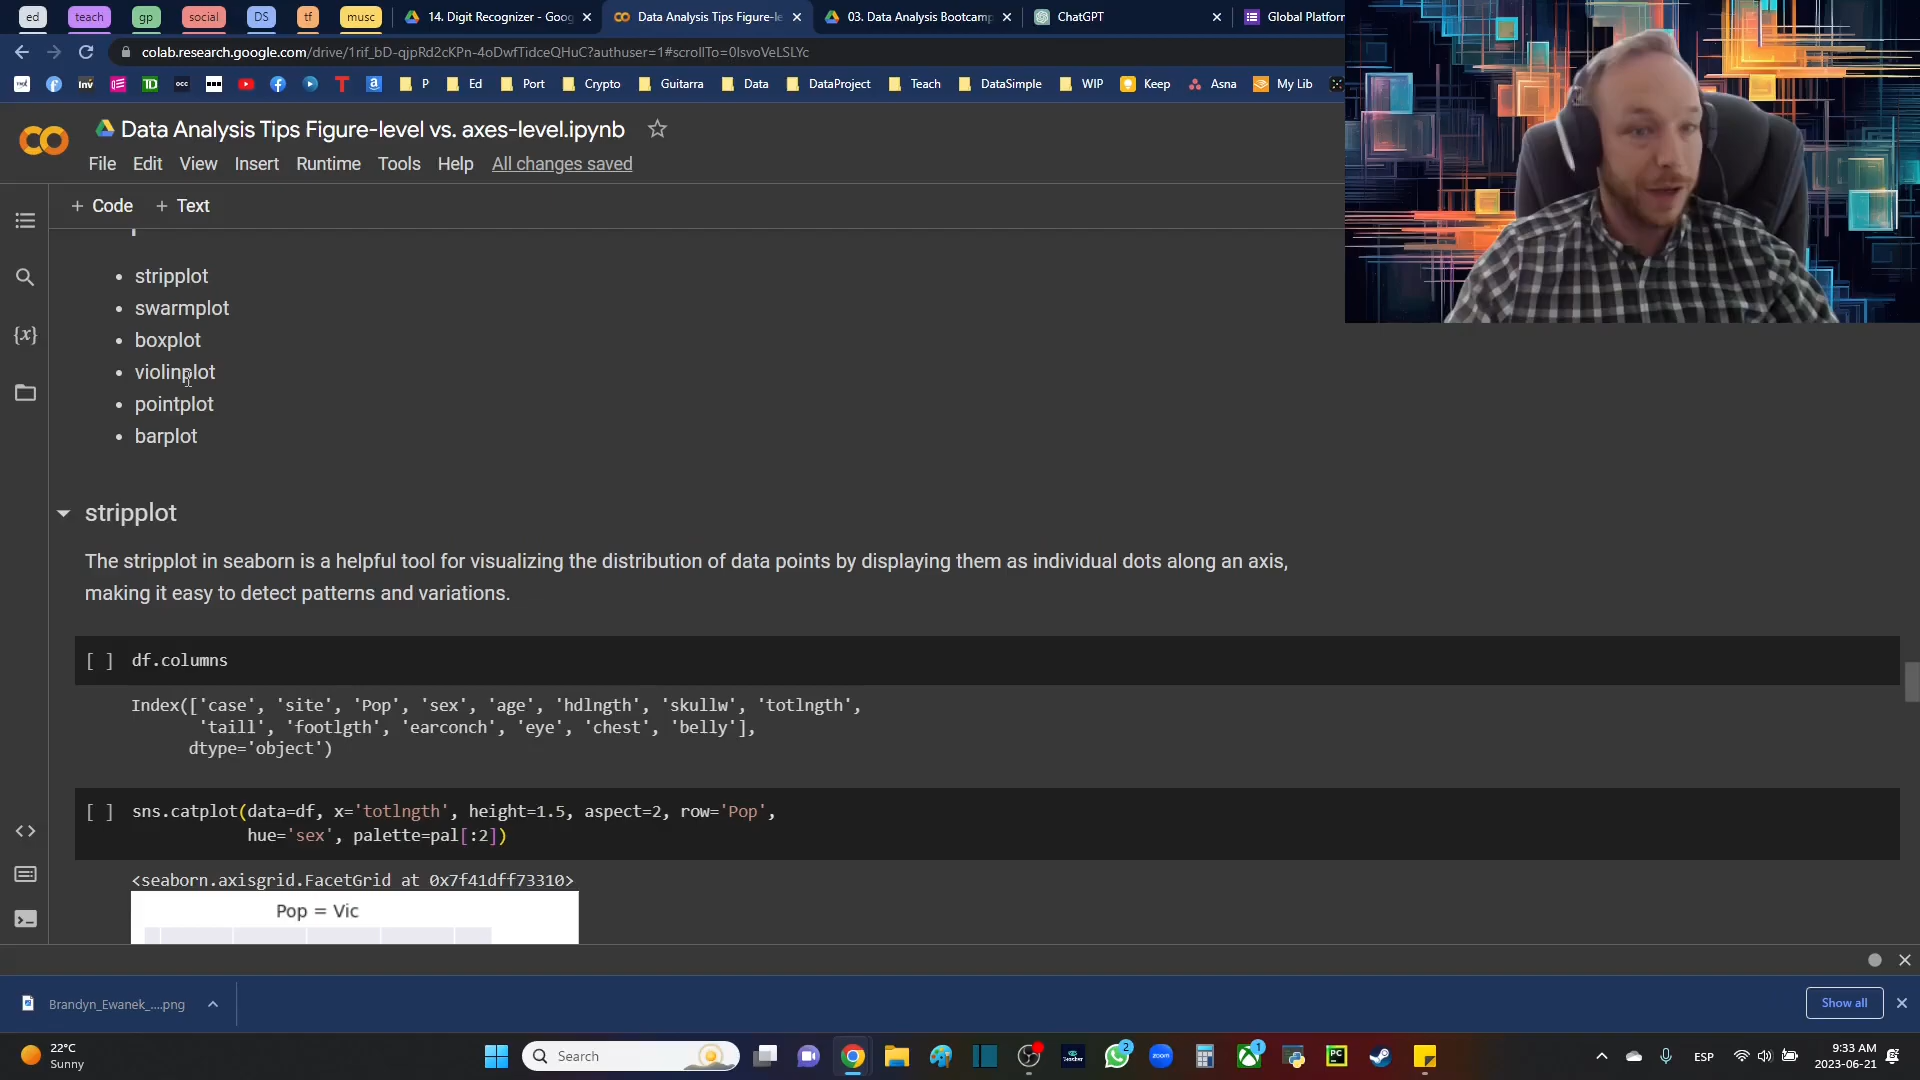 ed teach gp social DS tf musc 14. Digit Recognizer - Goog Data Analysis Tips Figure-le 03. Data Analysis Bootcamp ChatGPT Global Platform
colab.research.google.com/drive/1rif_bD-qjpRd2cKPn-4oDwfTidceQHuC?authuser=1#scrollTo=0IsvoVeLSLYc
inv TD occ P Ed Port Crypto Guitarra Data DataProject Teach DataSimple WIP Keep Asna My Lib
Data Analysis Tips Figure-level vs. axes-level.ipynb
File Edit View Insert Runtime Tools Help All changes saved
+ Code + Text
• stripplot
• swarmplot
• boxplot
• violinplot
• pointplot
• barplot
stripplot
The stripplot in seaborn is a helpful tool for visualizing the distribution of data points by displaying them as individual dots along an axis,
making it easy to detect patterns and variations.
[ ] df.columns
Index(['case', 'site', 'Pop', 'sex', 'age', 'hdlngth', 'skullw', 'totlngth',
'taill', 'footlgth', 'earconch', 'eye', 'chest', 'belly'],
dtype='object')
[ ] sns.catplot(data=df, x='totlngth', height=1.5, aspect=2, row='Pop',
hue='sex', palette=pal[:2])
<seaborn.axisgrid.FacetGrid at 0x7f41dff73310>
Pop = Vic
Brandyn_Ewanek_....png Show all
22°C
Sunny
Search
2
1
ESP
9:33 AM
2023-06-21